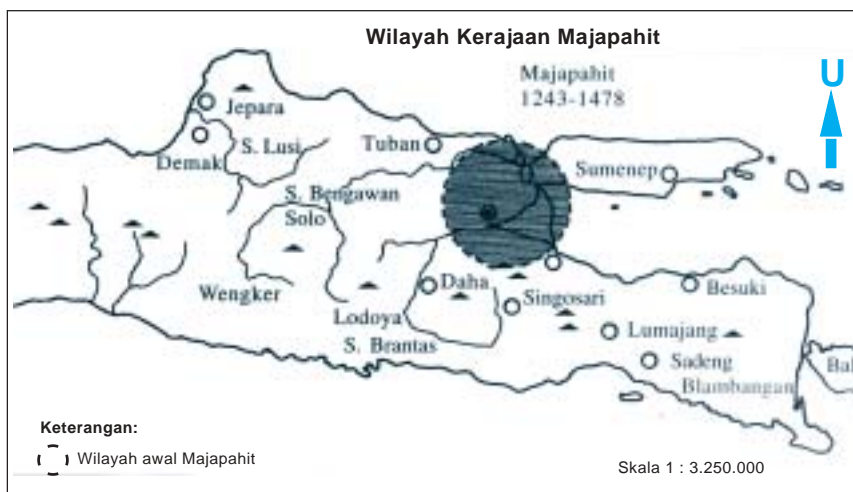 Wilayah Kerajaan Majapahit
Majapahit
1243-1478
U
Jepara
S. Lusi
Demak
Tuban
Sumenep
S. Bengawan
Solo
Wengker
Daha
Singosari
Besuki
Lodoya
S. Brantas
Lumajang
Sadeng
Blambangan
Bal
Keterangan:
Wilayah awal Majapahit
Skala 1 : 3.250.000